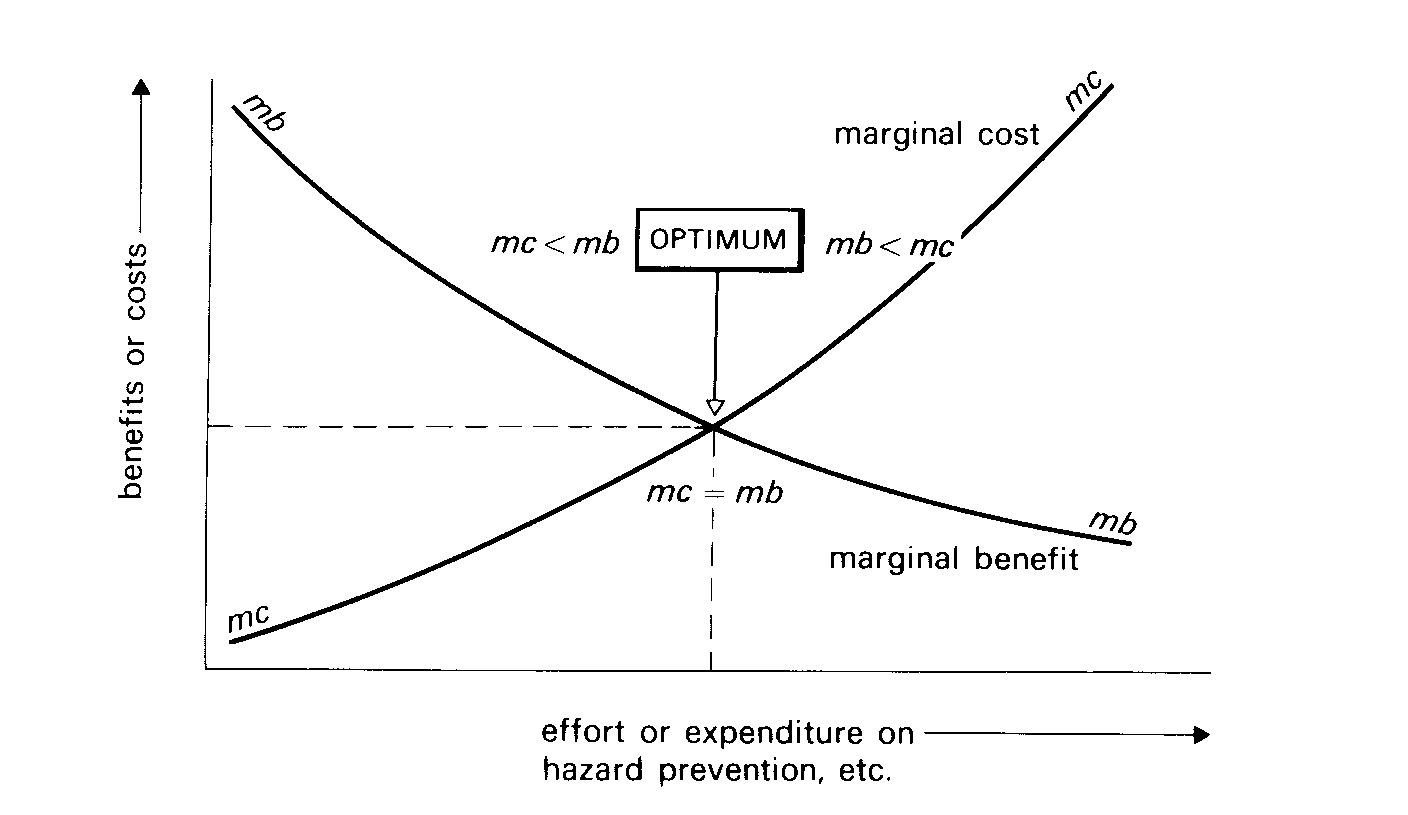 mb
mc
marginal cost
mc < mb
OPTIMUM
mb < mc
benefits or costs
mc = mb
mb
marginal benefit
mc
effort or expenditure on
hazard prevention, etc.